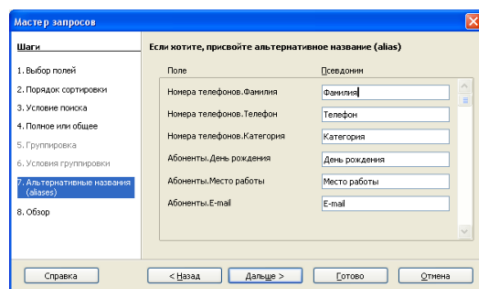 Мастер запросов
Шаги
Если хотите, присвойте альтернативное название (alias)
1. Выбор полей
2. Порядок сортировки
3. Условие поиска
4. Полное или общее
5. Группировка
6. Условия группировки
7. Альтернативные названия
(aliases)
8. Обзор
Поле Псевдоним
Номера телефонов.Фамилия Фамилия
Номера телефонов.Телефон Телефон
Номера телефонов.Категория Категория
Абоненты.День рождения День рождения
Абоненты.Место работы Место работы
Абоненты.E-mail E-mail
Справка < Назад Дальше > Готово Отмена